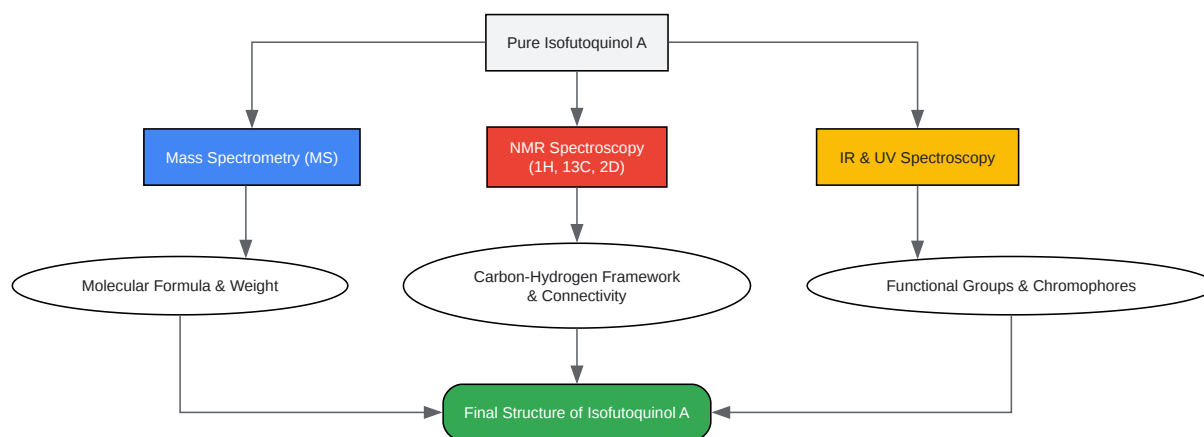 Pure Isofutoquinol A
Mass Spectrometry (MS)
NMR Spectroscopy
(1H, 13C, 2D)
IR & UV Spectroscopy
Molecular Formula & Weight
Carbon-Hydrogen Framework
& Connectivity
Functional Groups & Chromophores
Final Structure of Isofutoquinol A